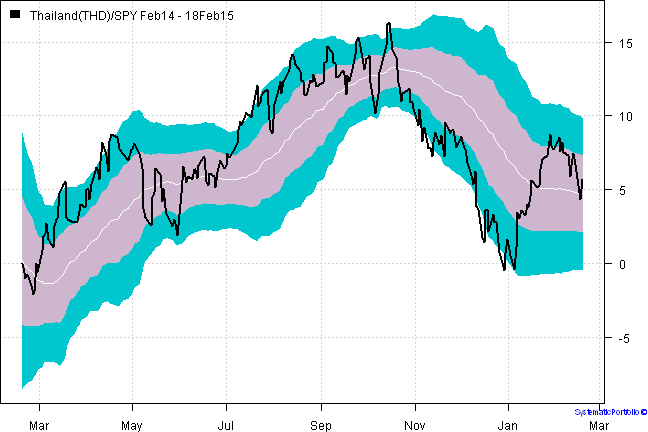 Thailand(THD)/SPY Feb14 - 18Feb15
15
10
5
0
-5
SystematicPortfolio ©
Mar May Jul Sep Nov Jan Mar